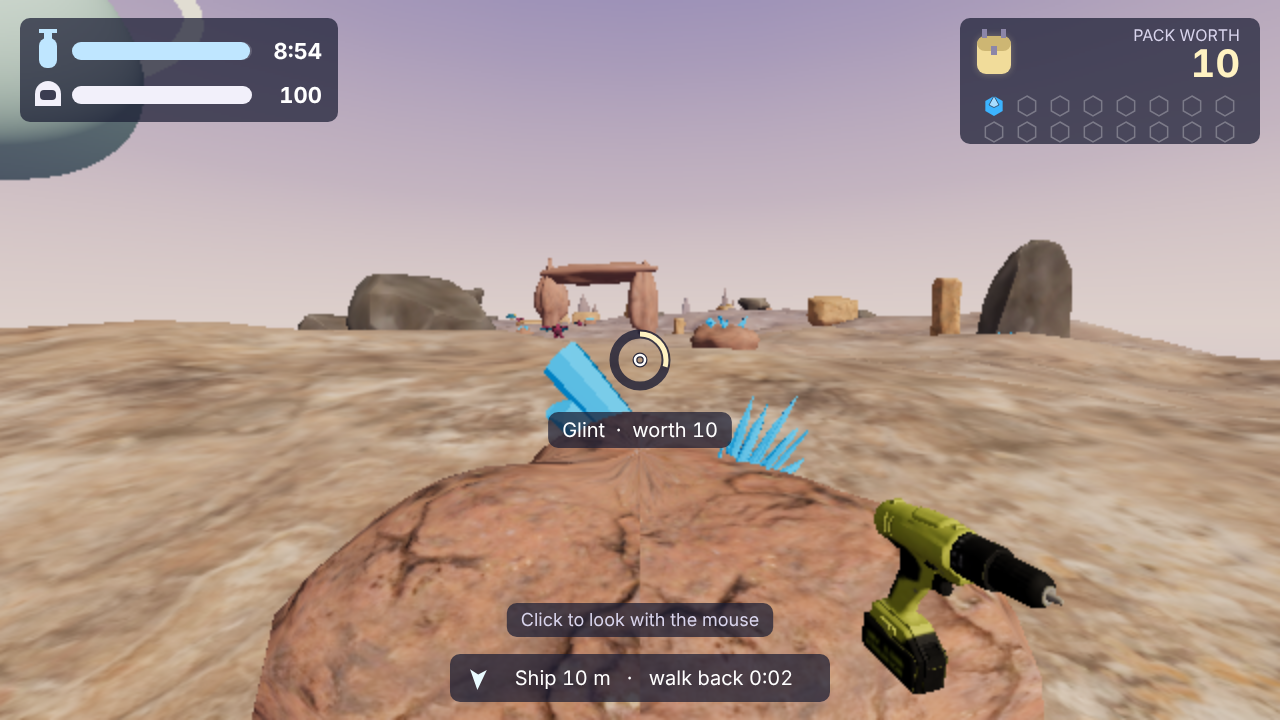 8:54
100
PACK WORTH
10
Glint · worth 10
Click to look with the mouse
Ship 10 m · walk back 0:02